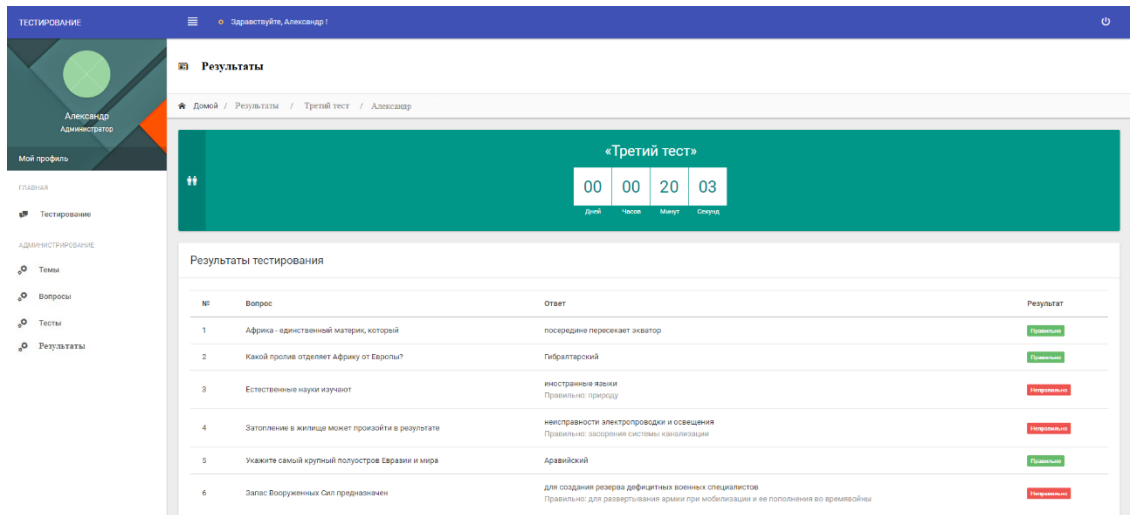 ТЕСТИРОВАНИЕ
Здравствуйте, Александр !
Александр
Администратор
Мой профиль
ГЛАВНАЯ
Тестирование
АДМИНИСТРИРОВАНИЕ
Темы
Вопросы
Тесты
Результаты
Результаты
Домой / Результаты / Третий тест / Александр
«Третий тест»
00 00 20 03
Дней Часов Минут Секунд
Результаты тестирования
№ Вопрос Ответ Результат
1 Африка - единственный материк, который посередине пересекает экватор Правильно
2 Какой пролив отделяет Африку от Европы? Гибралтарский Правильно
3 Естественные науки изучают иностранные языки Неправильно
Правильно: природу
4 Затопление в жилище может произойти в результате неисправности электропроводки и освещения Неправильно
Правильно: засорения системы канализации
5 Укажите самый крупный полуостров Евразии и мира Аравийский Правильно
6 Запас Вооруженных Сил предназначен для создания резерва дефицитных военных специалистов Неправильно
Правильно: для развертывания армии при мобилизации и ее пополнения во времявойны